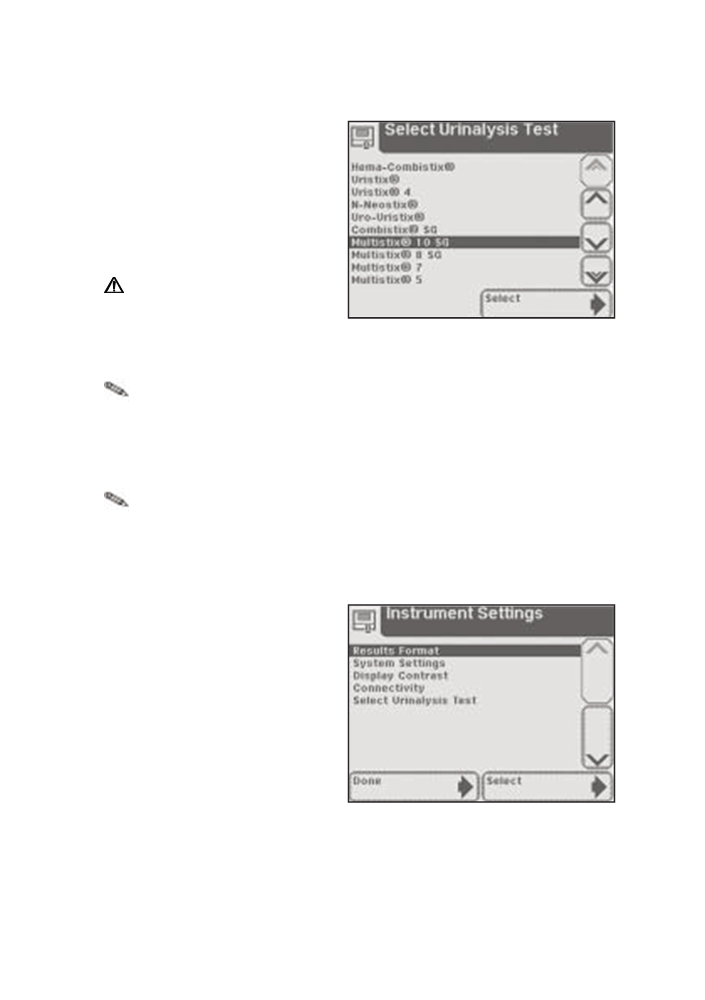 Select Urinalysis Test
Hema-Combistix®
Uristix®
Uristix® 4
N-Neostix®
Uro-Uristix®
Combistix® SG
Multistix® 10 SG
Multistix® 8 SG
Multistix® 7
Multistix® 5
Select
Instrument Settings
Results Format
System Settings
Display Contrast
Connectivity
Select Urinalysis Test
Done
Select